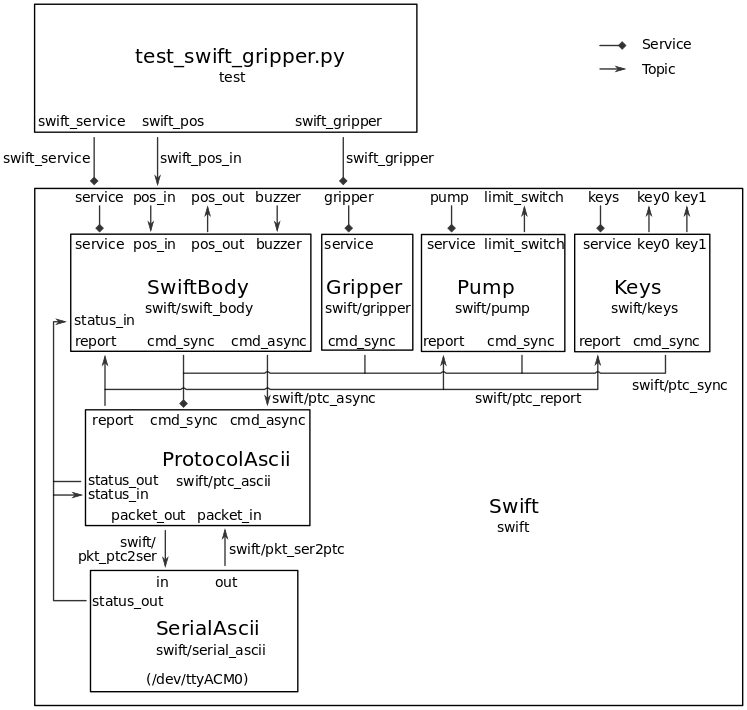 test_swift_gripper.py
test
Service
Topic
swift_service swift_pos swift_gripper
swift_service swift_pos_in swift_gripper
service pos_in pos_out buzzer gripper pump limit_switch keys key0 key1
service pos_in pos_out buzzer service service limit_switch service key0 key1
SwiftBody Gripper Pump Keys
swift/swift_body swift/gripper swift/pump swift/keys
status_in
report cmd_sync cmd_async cmd_sync report cmd_sync report cmd_sync
swift/ptc_async swift/ptc_report swift/ptc_sync
report cmd_sync cmd_async
ProtocolAscii
swift/ptc_ascii
status_out
status_in
packet_out packet_in
Swift
swift
swift/
pkt_ptc2ser
swift/pkt_ser2ptc
in out
status_out
SerialAscii
swift/serial_ascii
(/dev/ttyACM0)